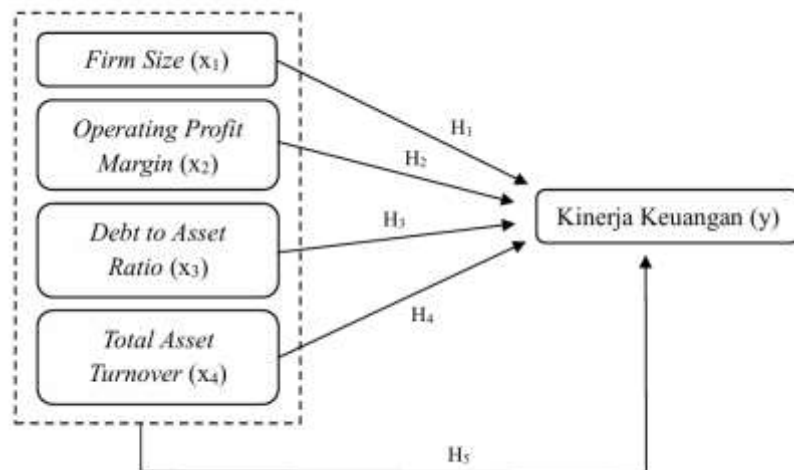 Firm Size (x₁)
Operating Profit
Margin (x₂)
Debt to Asset
Ratio (x₃)
Total Asset
Turnover (x₄)
H₁
H₂
H₃
H₄
Kinerja Keuangan (y)
H₅